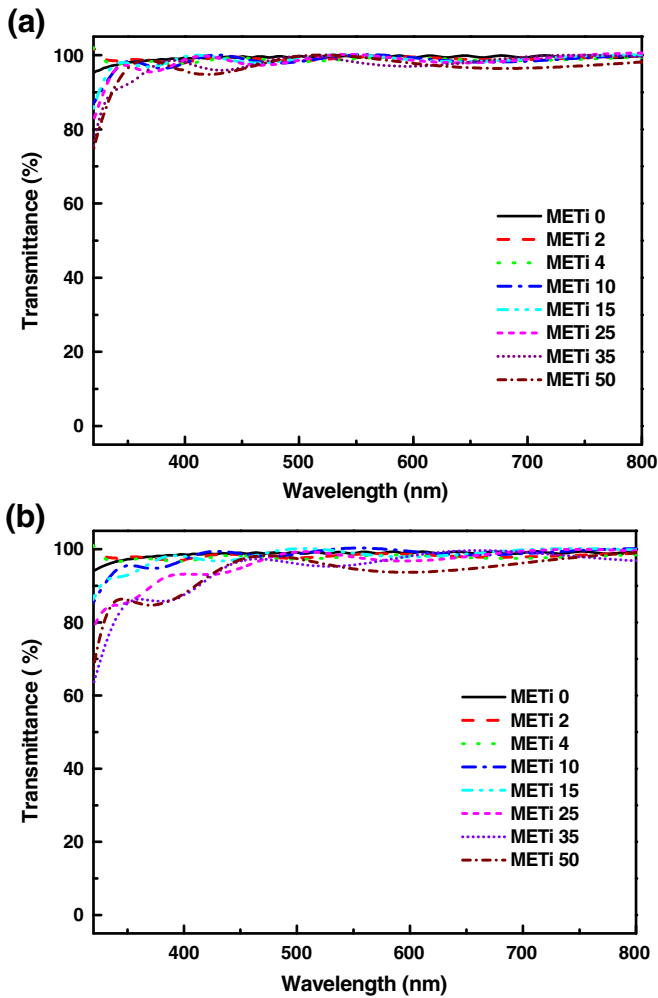 (a)
100
80
60
40
20
0
Transmittance (%)
METi 0
METi 2
METi 4
METi 10
METi 15
METi 25
METi 35
METi 50
400 500 600 700 800
Wavelength (nm)
(b)
100
80
60
40
20
0
Transmittance ( %)
METi 0
METi 2
METi 4
METi 10
METi 15
METi 25
METi 35
METi 50
400 500 600 700 800
Wavelength (nm)